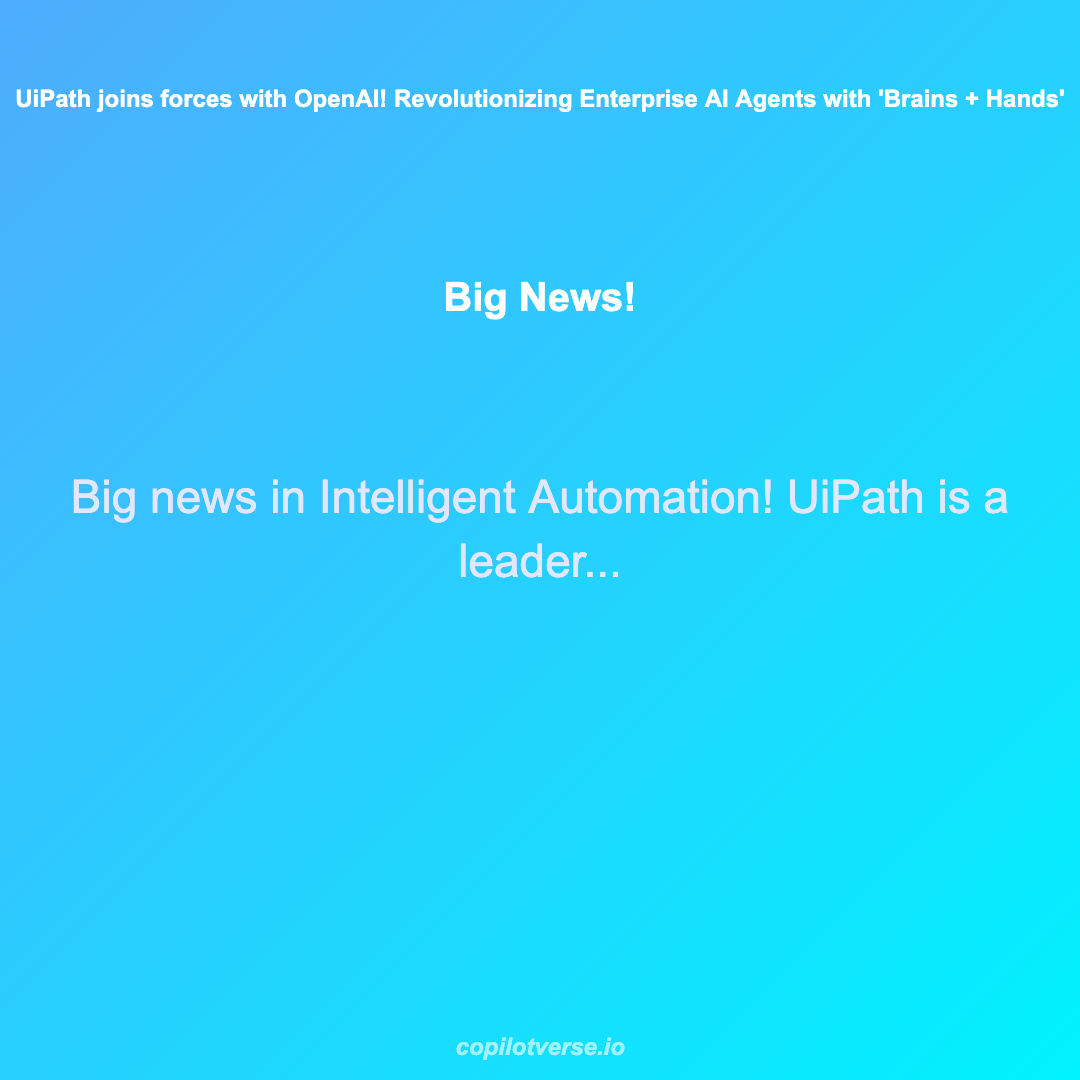 UiPath joins forces with OpenAI! Revolutionizing Enterprise AI Agents with 'Brains + Hands'
Big News!
Big news in Intelligent Automation! UiPath is a
leader...
copilotverse.io